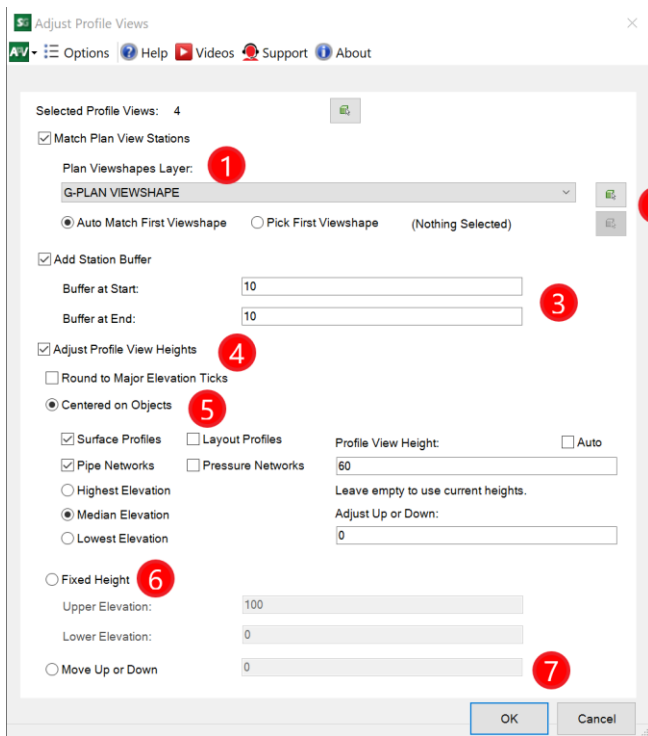 SG Adjust Profile Views
Options Help Videos Support About
Selected Profile Views: 4
Match Plan View Stations
Plan Viewshapes Layer: 1
G-PLAN VIEWSHAPE
Auto Match First Viewshape Pick First Viewshape (Nothing Selected)
Add Station Buffer
Buffer at Start: 10
3
Buffer at End: 10
Adjust Profile View Heights 4
Round to Major Elevation Ticks
Centered on Objects 5
Surface Profiles Layout Profiles Profile View Height: Auto
Pipe Networks Pressure Networks 60
Highest Elevation Leave empty to use current heights.
Median Elevation Adjust Up or Down:
Lowest Elevation 0
Fixed Height 6
Upper Elevation: 100
Lower Elevation: 0
Move Up or Down 0 7
OK Cancel